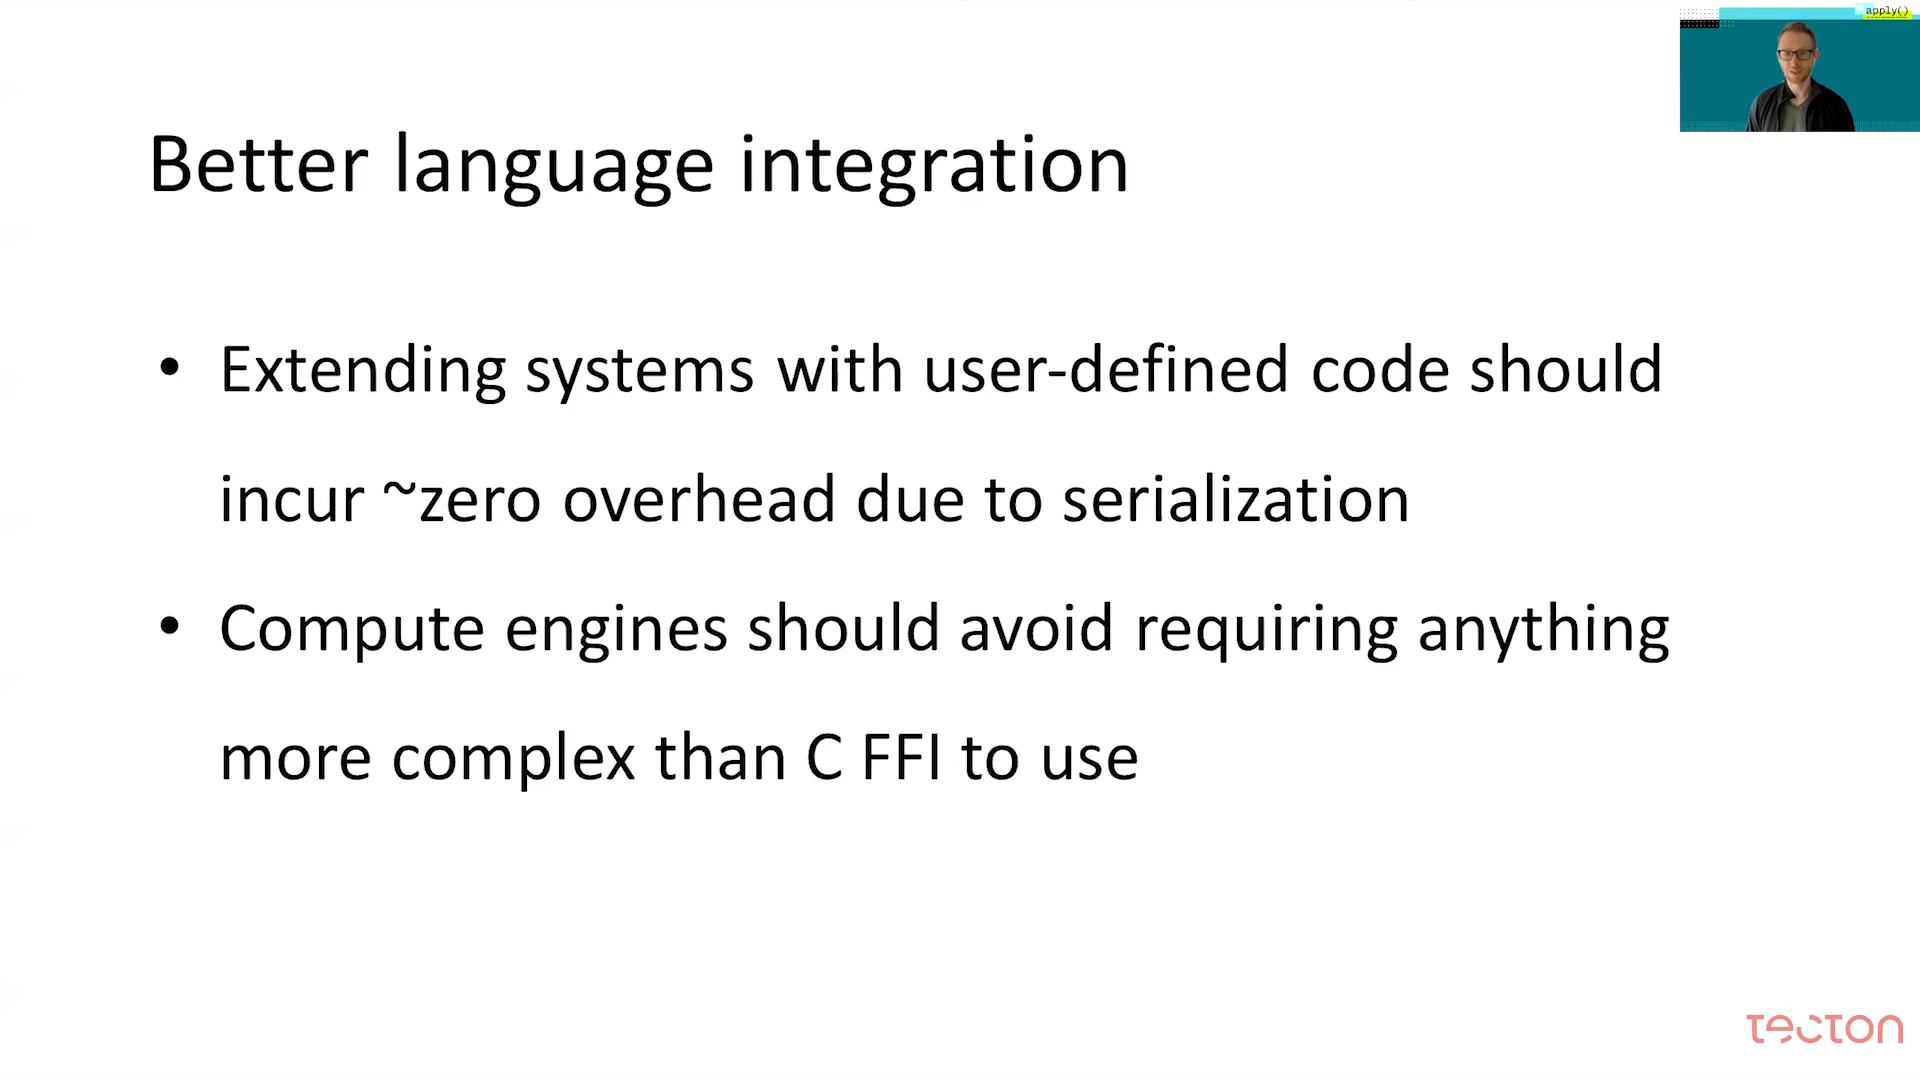 apply()
Better language integration
• Extending systems with user-defined code should
incur ~zero overhead due to serialization
• Compute engines should avoid requiring anything
more complex than C FFI to use
tecton